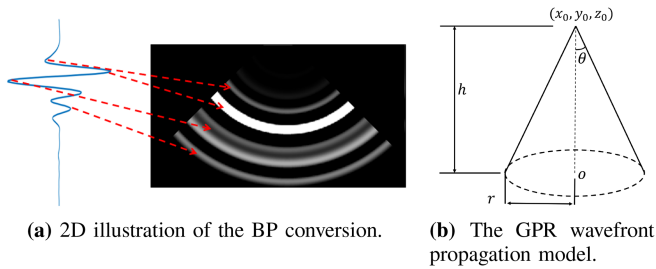 (x₀, y₀, z₀)
θ
h
o
r
(a) 2D illustration of the BP conversion.
(b) The GPR wavefront
propagation model.